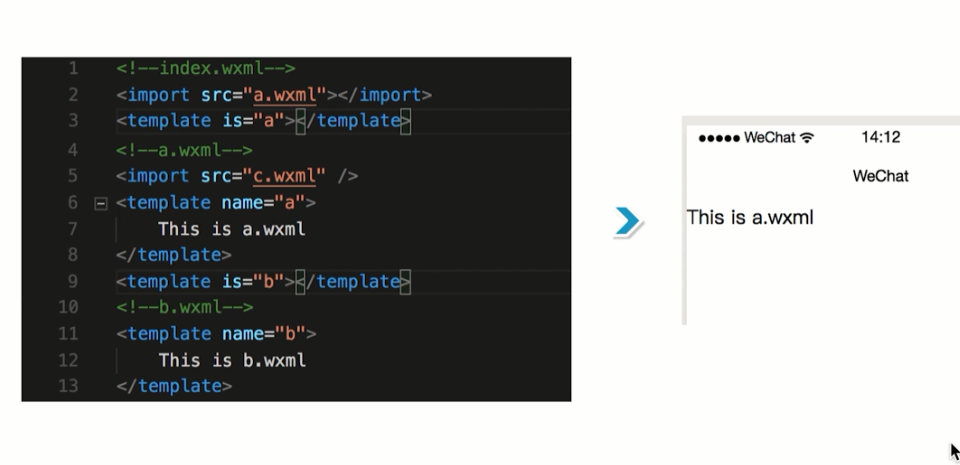 1 <!--index.wxml-->
2 <import src="a.wxml"></import>
3 <template is="a"></template>
4 <!--a.wxml-->
5 <import src="c.wxml" />
6 <template name="a">
7 This is a.wxml
8 </template>
9 <template is="b"></template>
10 <!--b.wxml-->
11 <template name="b">
12 This is b.wxml
13 </template>
WeChat 14:12
WeChat
This is a.wxml